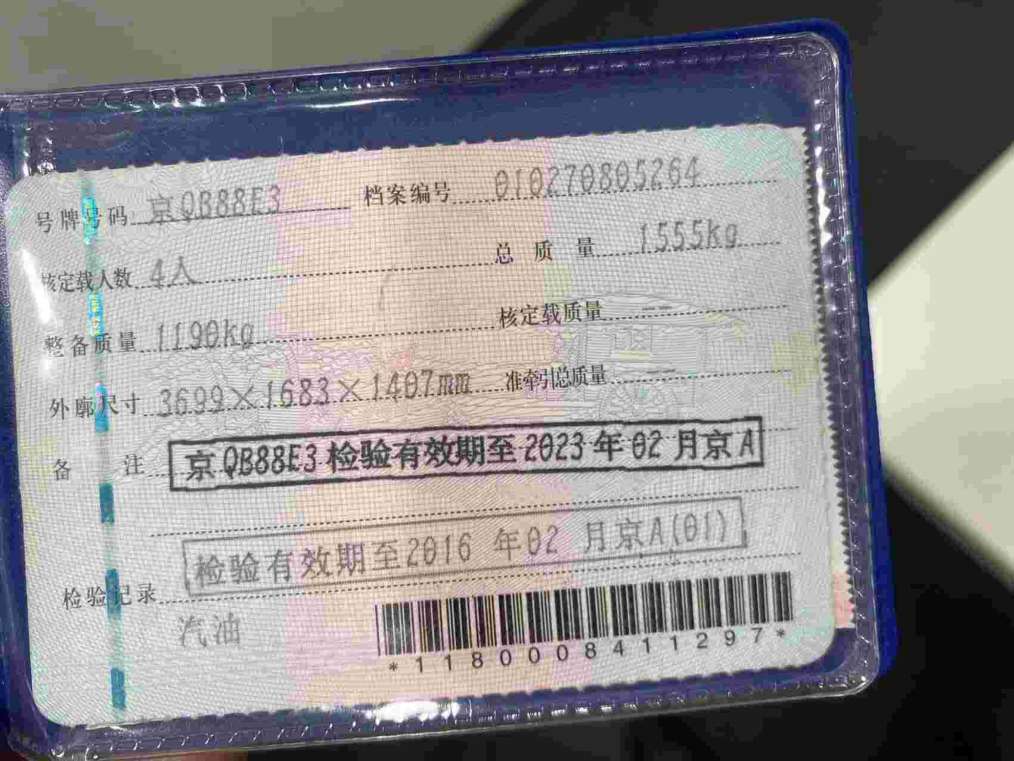 号牌号码 京QB88E3 档案编号 010270805264
核定载人数 4人 总质量 1555kg
整备质量 1190kg 核定载质量 --
外廓尺寸 3699×1683×1407mm 准牵引总质量 --
备注 京QB88E3检验有效期至2023年02月京A
检验有效期至2016年02月京A(01)
检验记录
汽油
*1180008411297*